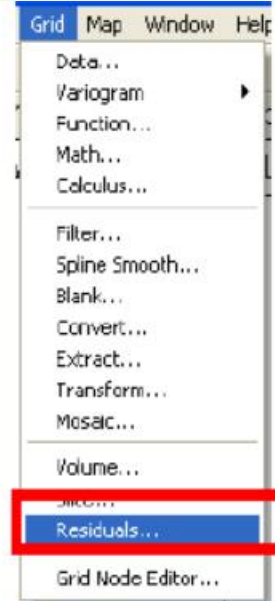 Grid Map Window Help
Data...
Variogram
Function...
Math...
Calculus...
Filter...
Spline Smooth...
Blank...
Convert...
Extract...
Transform...
Mosaic...
Volume...
Residuals...
Grid Node Editor...